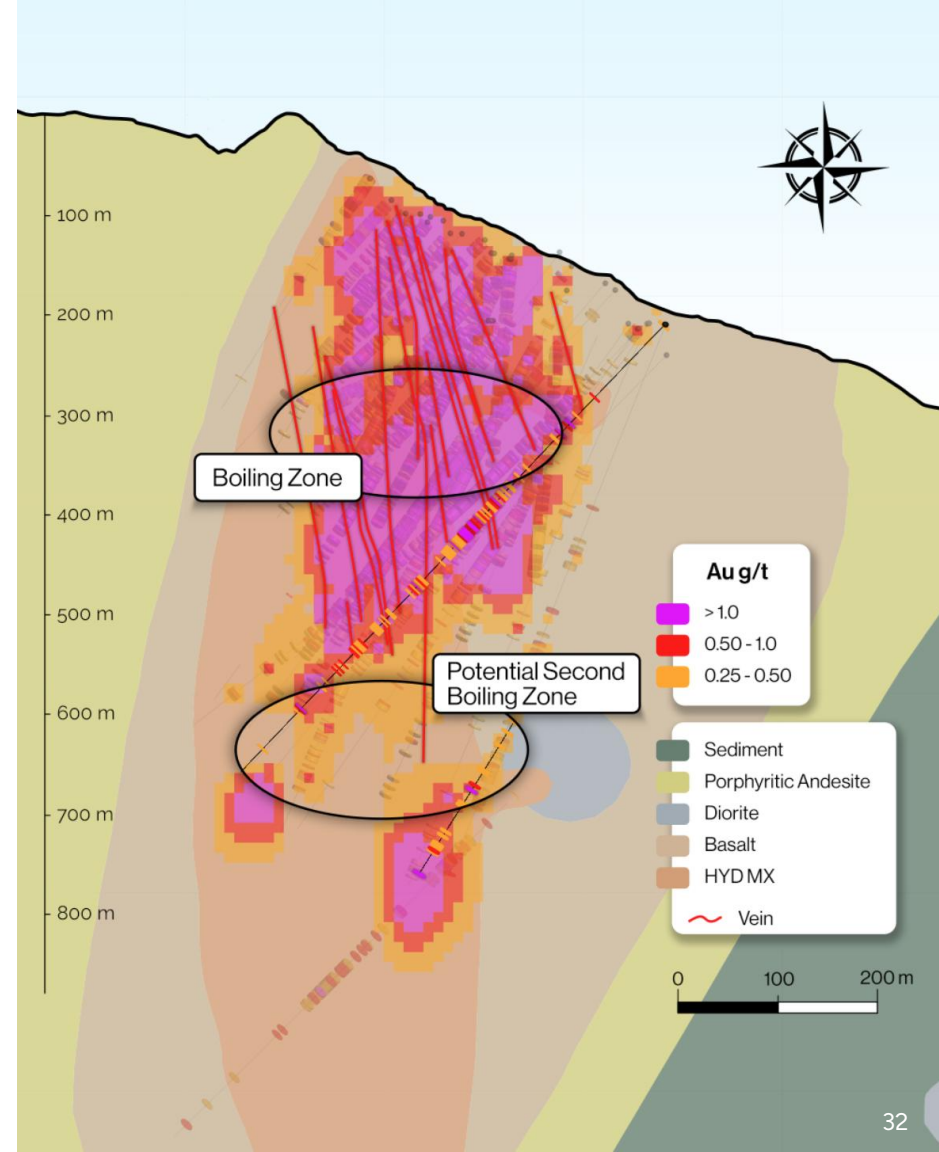 100 m
200 m
300 m
400 m
500 m
600 m
700 m
800 m
Boiling Zone
Potential Second
Boiling Zone
Au g/t
>1.0
0.50 - 1.0
0.25 - 0.50
Sediment
Porphyritic Andesite
Diorite
Basalt
HYD MX
Vein
0 100 200 m
32